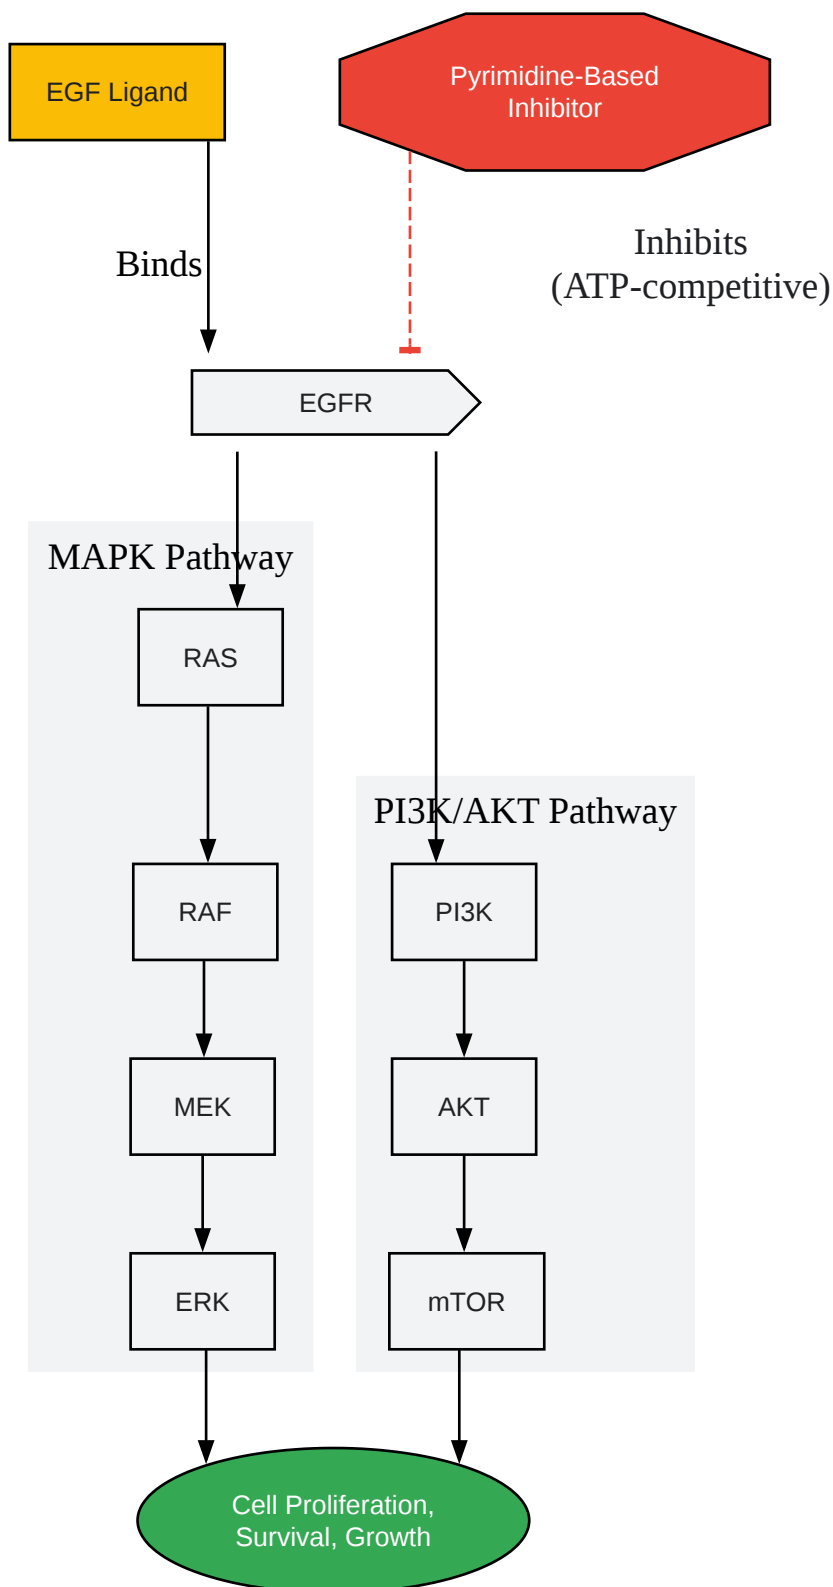 EGF Ligand
Pyrimidine-Based
Inhibitor
Binds
Inhibits
(ATP-competitive)
EGFR
MAPK Pathway
RAS
PI3K/AKT Pathway
RAF
PI3K
MEK
AKT
ERK
mTOR
Cell Proliferation,
Survival, Growth